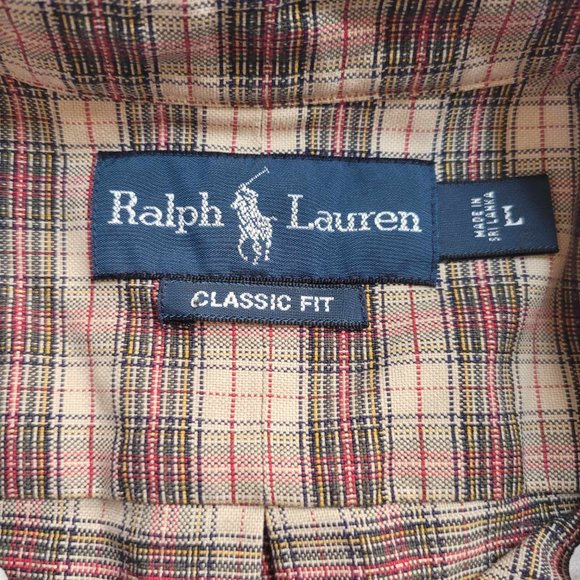 Ralph Lauren
CLASSIC FIT
MADE IN
SRI LANKA
L